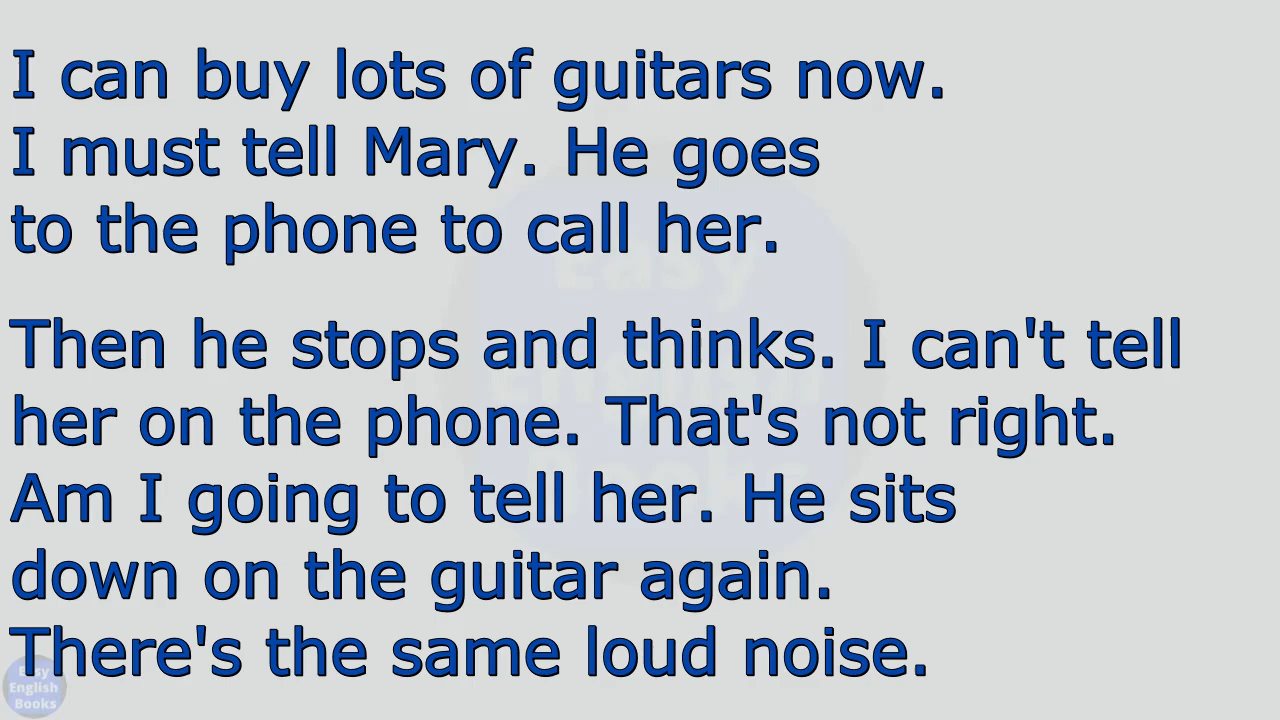 I can buy lots of guitars now.
I must tell Mary. He goes
to the phone to call her.
Then he stops and thinks. I can't tell
her on the phone. That's not right.
Am I going to tell her. He sits
down on the guitar again.
There's the same loud noise.
Easy
English
Books